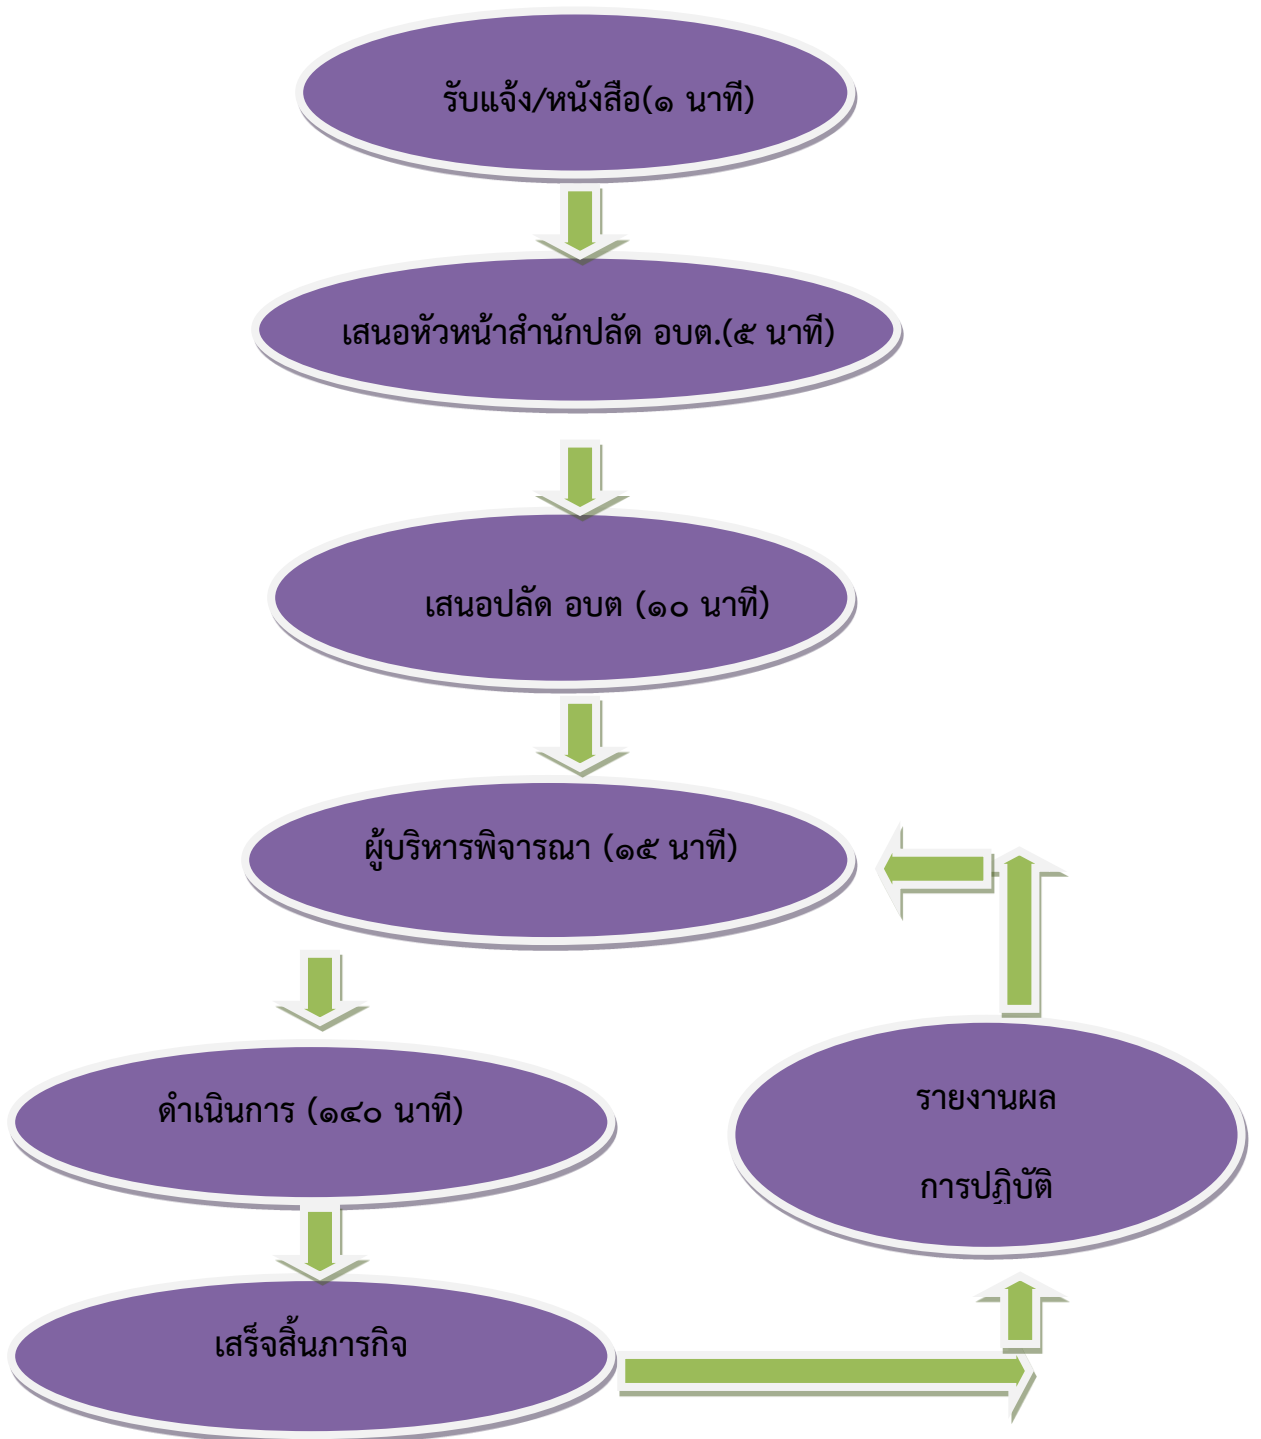 รับแจ้ง/หนังสือ(๑ นาที)
เสนอหัวหน้าสำนักปลัด อบต.(๕ นาที)
เสนอปลัด อบต (๑๐ นาที)
ผู้บริหารพิจารณา (๑๕ นาที)
ดำเนินการ (๑๔๐ นาที)
รายงานผล
การปฏิบัติ
เสร็จสิ้นภารกิจ